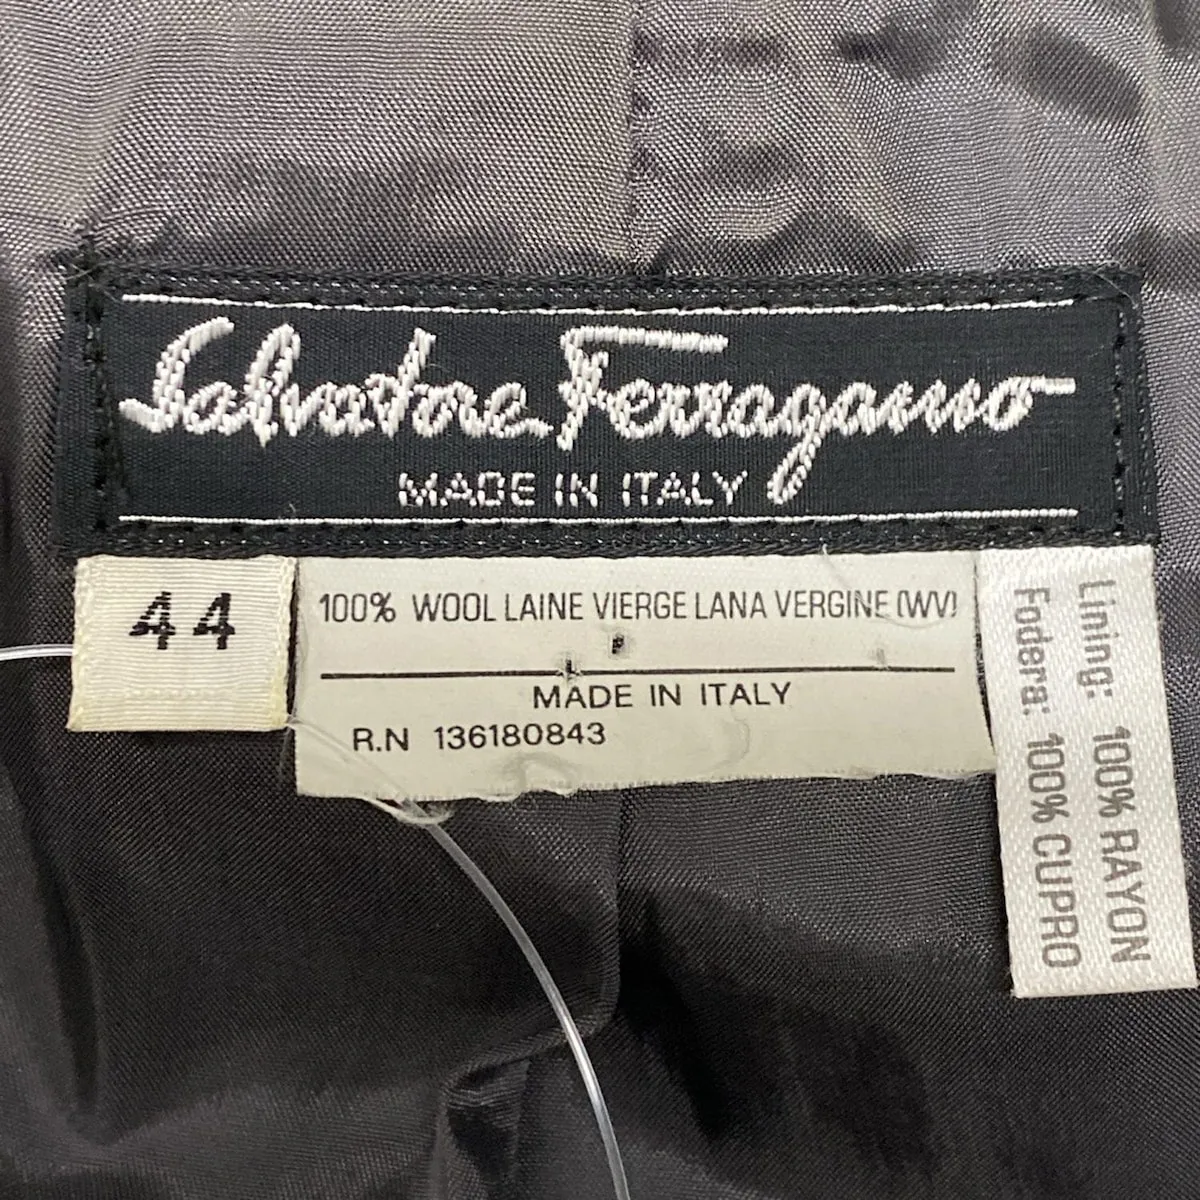 Salvatore Ferragamo
MADE IN ITALY
44
100% WOOL LAINE VIERGE LANA VERGINE (WV)
P
L
MADE IN ITALY
R.N 136180843
Lining: 100% RAYON
Fodera: 100% CUPRO